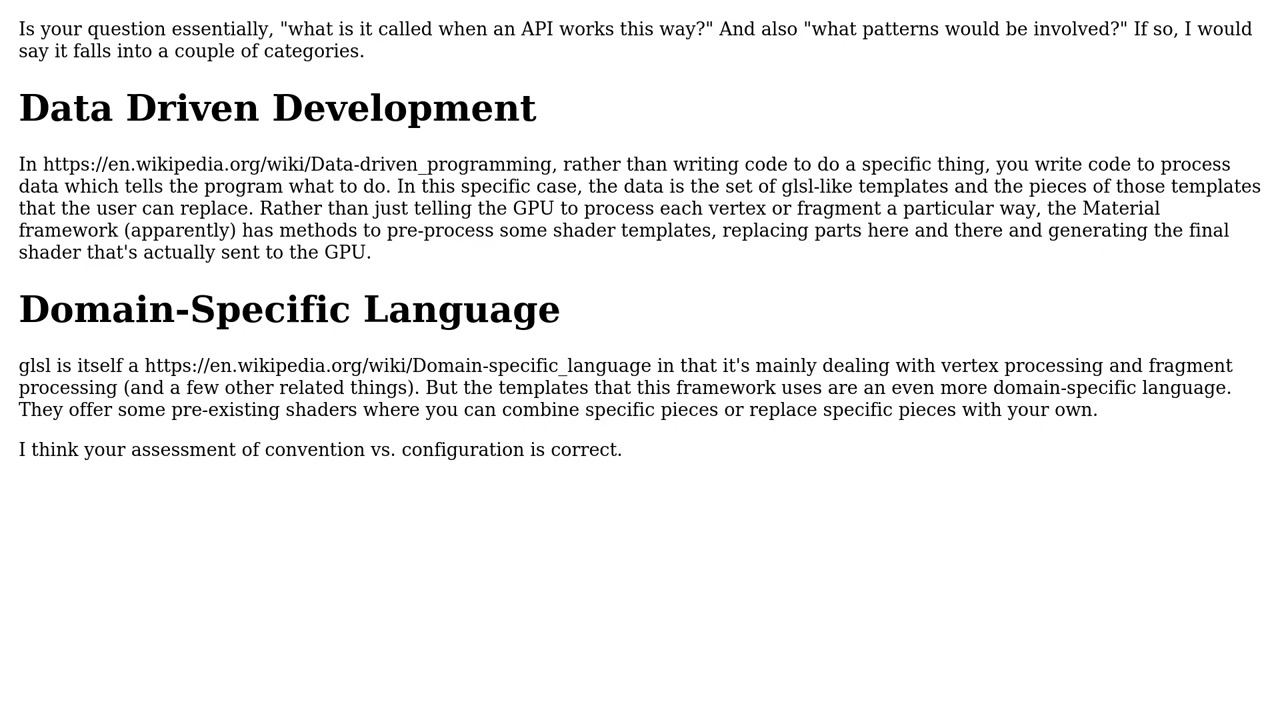 Is your question essentially, "what is it called when an API works this way?" And also "what patterns would be involved?" If so, I would
say it falls into a couple of categories.
Data Driven Development
In https://en.wikipedia.org/wiki/Data-driven_programming, rather than writing code to do a specific thing, you write code to process
data which tells the program what to do. In this specific case, the data is the set of glsl-like templates and the pieces of those templates
that the user can replace. Rather than just telling the GPU to process each vertex or fragment a particular way, the Material
framework (apparently) has methods to pre-process some shader templates, replacing parts here and there and generating the final
shader that's actually sent to the GPU.
Domain-Specific Language
glsl is itself a https://en.wikipedia.org/wiki/Domain-specific_language in that it's mainly dealing with vertex processing and fragment
processing (and a few other related things). But the templates that this framework uses are an even more domain-specific language.
They offer some pre-existing shaders where you can combine specific pieces or replace specific pieces with your own.
I think your assessment of convention vs. configuration is correct.